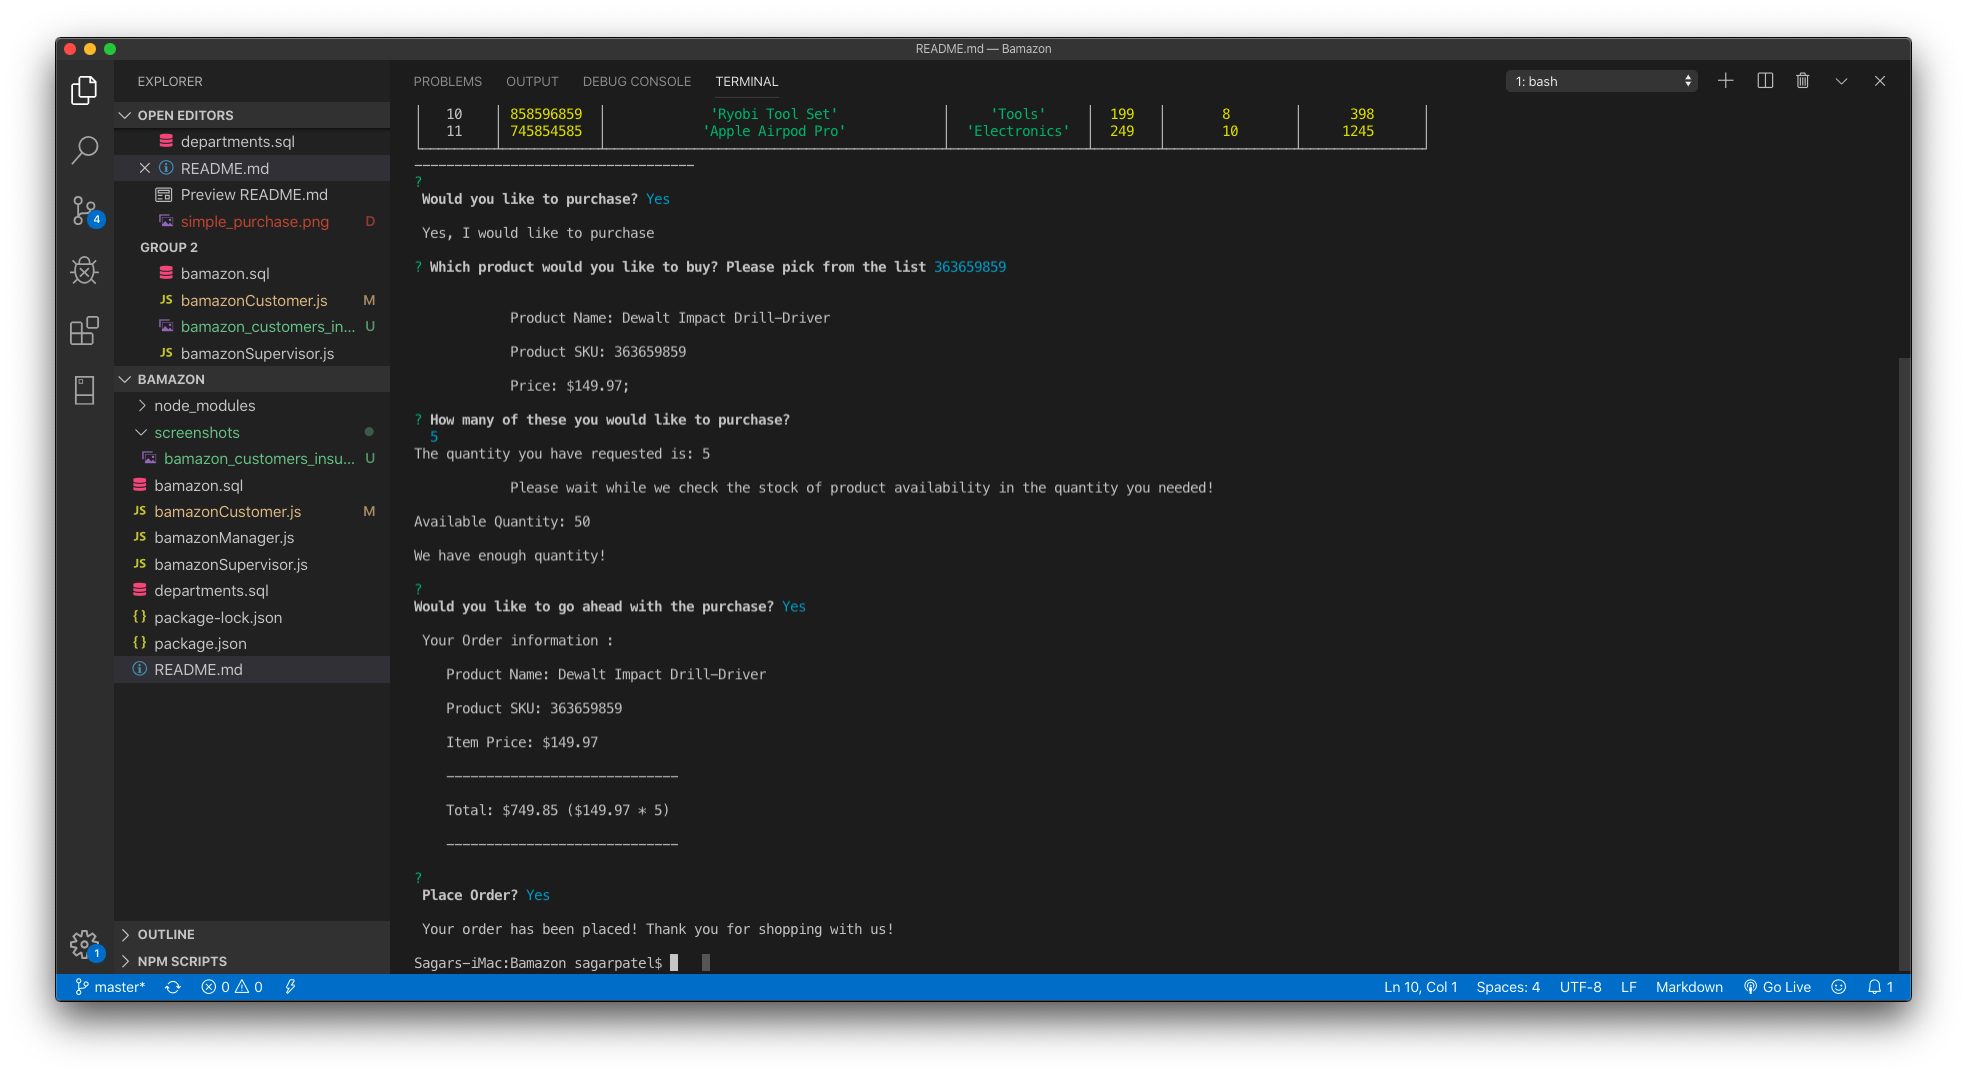 README.md — Bamazon
EXPLORER
OPEN EDITORS
departments.sql
README.md
Preview README.md
simple_purchase.png D
GROUP 2
bamazon.sql
bamazonCustomer.js M
bamazon_customers_in... U
bamazonSupervisor.js
BAMAZON
node_modules
screenshots
bamazon_customers_insu... U
bamazon.sql
bamazonCustomer.js M
bamazonManager.js
bamazonSupervisor.js
departments.sql
package-lock.json
package.json
README.md
OUTLINE
NPM SCRIPTS
4
1
PROBLEMS OUTPUT DEBUG CONSOLE TERMINAL 1: bash
10 858596859 'Ryobi Tool Set' 'Tools' 199 8 398
11 745854585 'Apple Airpod Pro' 'Electronics' 249 10 1245
-----------------------------------
?
Would you like to purchase? Yes
Yes, I would like to purchase
? Which product would you like to buy? Please pick from the list 363659859
Product Name: Dewalt Impact Drill-Driver
Product SKU: 363659859
Price: $149.97;
? How many of these you would like to purchase?
5
The quantity you have requested is: 5
Please wait while we check the stock of product availability in the quantity you needed!
Available Quantity: 50
We have enough quantity!
?
Would you like to go ahead with the purchase? Yes
Your Order information :
Product Name: Dewalt Impact Drill-Driver
Product SKU: 363659859
Item Price: $149.97
-----------------------------
Total: $749.85 ($149.97 * 5)
-----------------------------
?
Place Order? Yes
Your order has been placed! Thank you for shopping with us!
Sagars-iMac:Bamazon sagarpatel$
master* 0 0 Ln 10, Col 1 Spaces: 4 UTF-8 LF Markdown Go Live 1